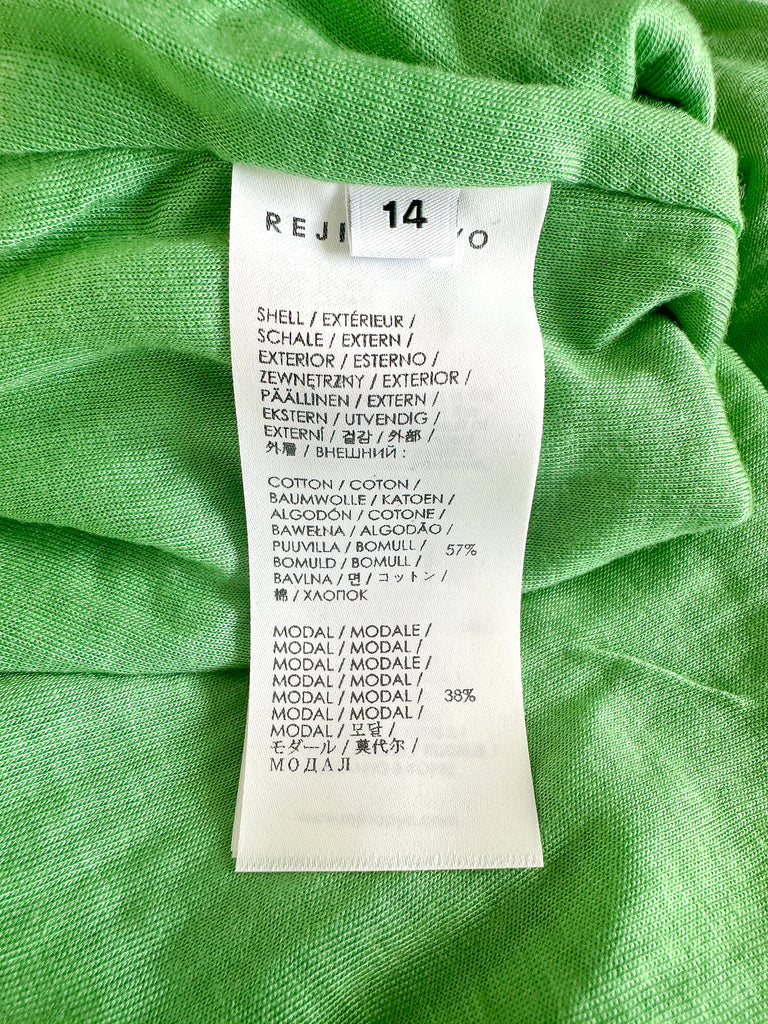 14
REJI YO
SHELL / EXTÉRIEUR /
SCHALE / EXTERN /
EXTERIOR / ESTERNO /
ZEWNĘTRZNY / EXTERIOR /
PÄÄLLINEN / EXTERN /
EKSTERN / UTVENDIG /
EXTERNÍ / 겉감 / 外部 /
外層 / ВНЕШНИЙ :
COTTON / COTON /
BAUMWOLLE / KATOEN /
ALGODÓN / COTONE /
BAWEŁNA / ALGODÃO /
PUUVILLA / BOMULL / 57%
BOMULD / BOMULL /
BAVLNA / 면 / コットン /
棉 / ХЛОПОК
MODAL / MODALE /
MODAL / MODAL /
MODAL / MODALE /
MODAL / MODAL /
MODAL / MODAL / 38%
MODAL / MODAL /
MODAL / 모달 /
モダール / 莫代尔 /
МОДАЛ